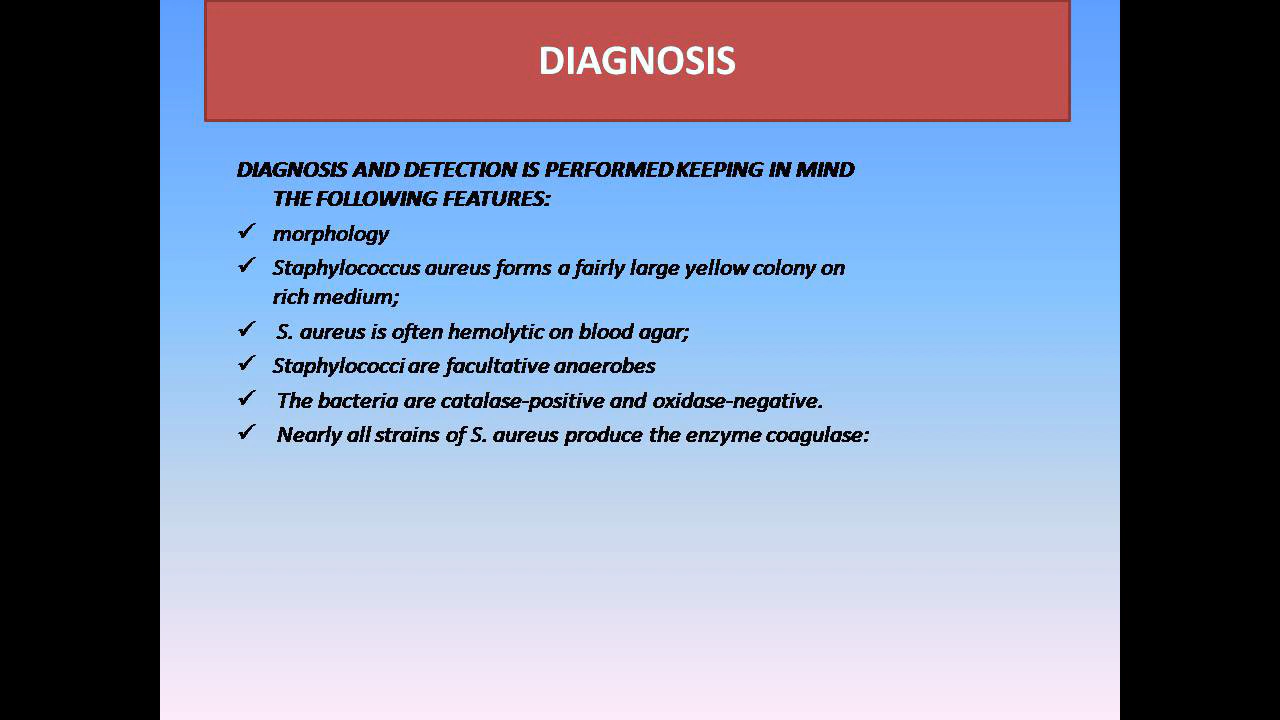 DIAGNOSIS
DIAGNOSIS AND DETECTION IS PERFORMED KEEPING IN MIND
THE FOLLOWING FEATURES:
✓ morphology
✓ Staphylococcus aureus forms a fairly large yellow colony on
rich medium;
✓ S. aureus is often hemolytic on blood agar;
✓ Staphylococci are facultative anaerobes
✓ The bacteria are catalase-positive and oxidase-negative.
✓ Nearly all strains of S. aureus produce the enzyme coagulase: